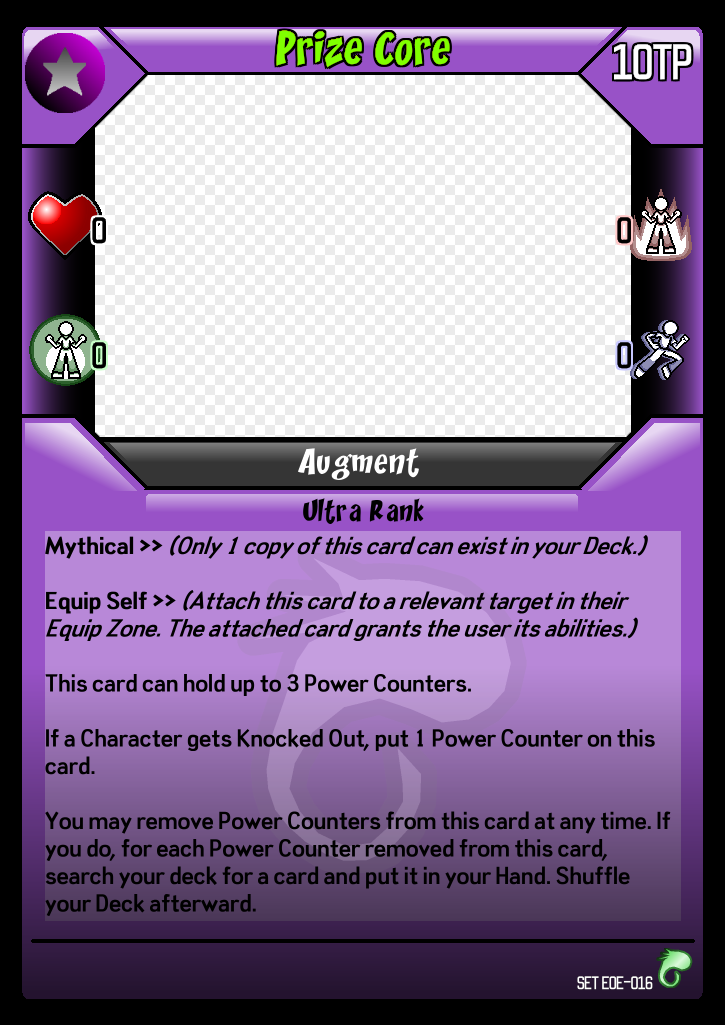 Prize Core
10TP
0
0
0
0
Augment
Ultra Rank
Mythical >> (Only 1 copy of this card can exist in your Deck.)
Equip Self >> (Attach this card to a relevant target in their
Equip Zone. The attached card grants the user its abilities.)
This card can hold up to 3 Power Counters.
If a Character gets Knocked Out, put 1 Power Counter on this
card.
You may remove Power Counters from this card at any time. If
you do, for each Power Counter removed from this card,
search your deck for a card and put it in your Hand. Shuffle
your Deck afterward.
SET EOE-016